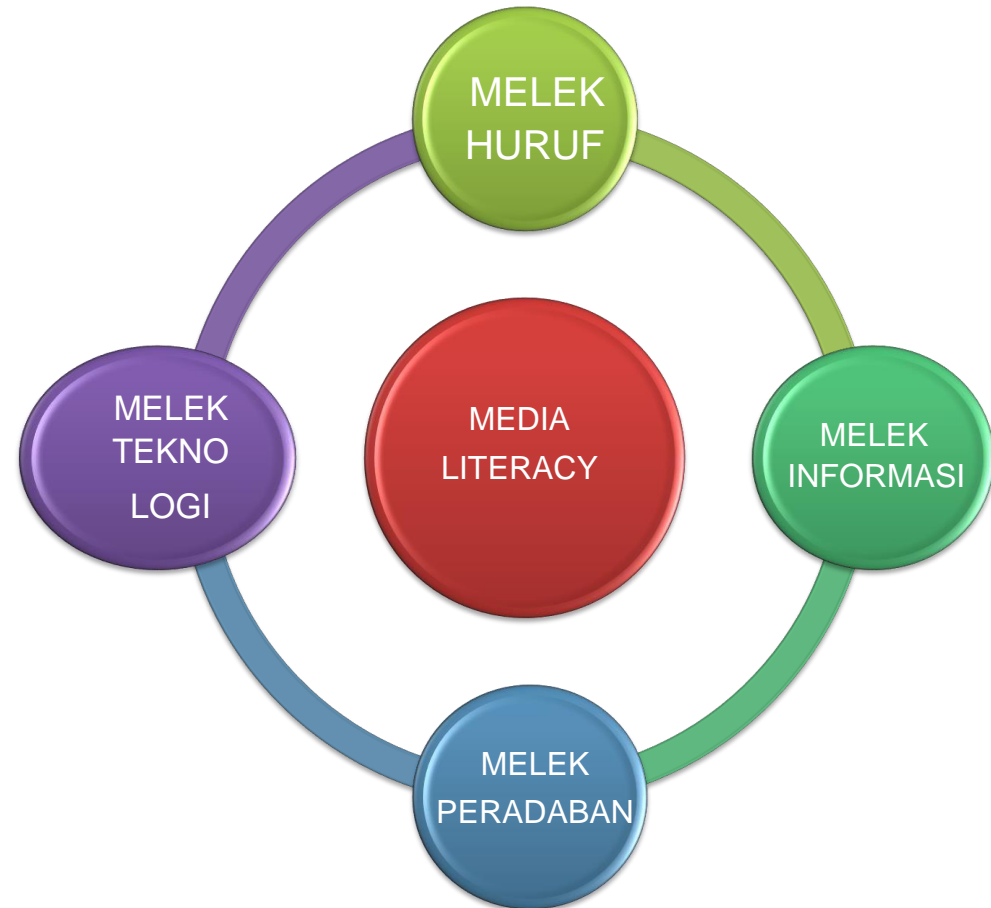 MELEK
HURUF
MELEK
TEKNO
LOGI
MEDIA
LITERACY
MELEK
INFORMASI
MELEK
PERADABAN